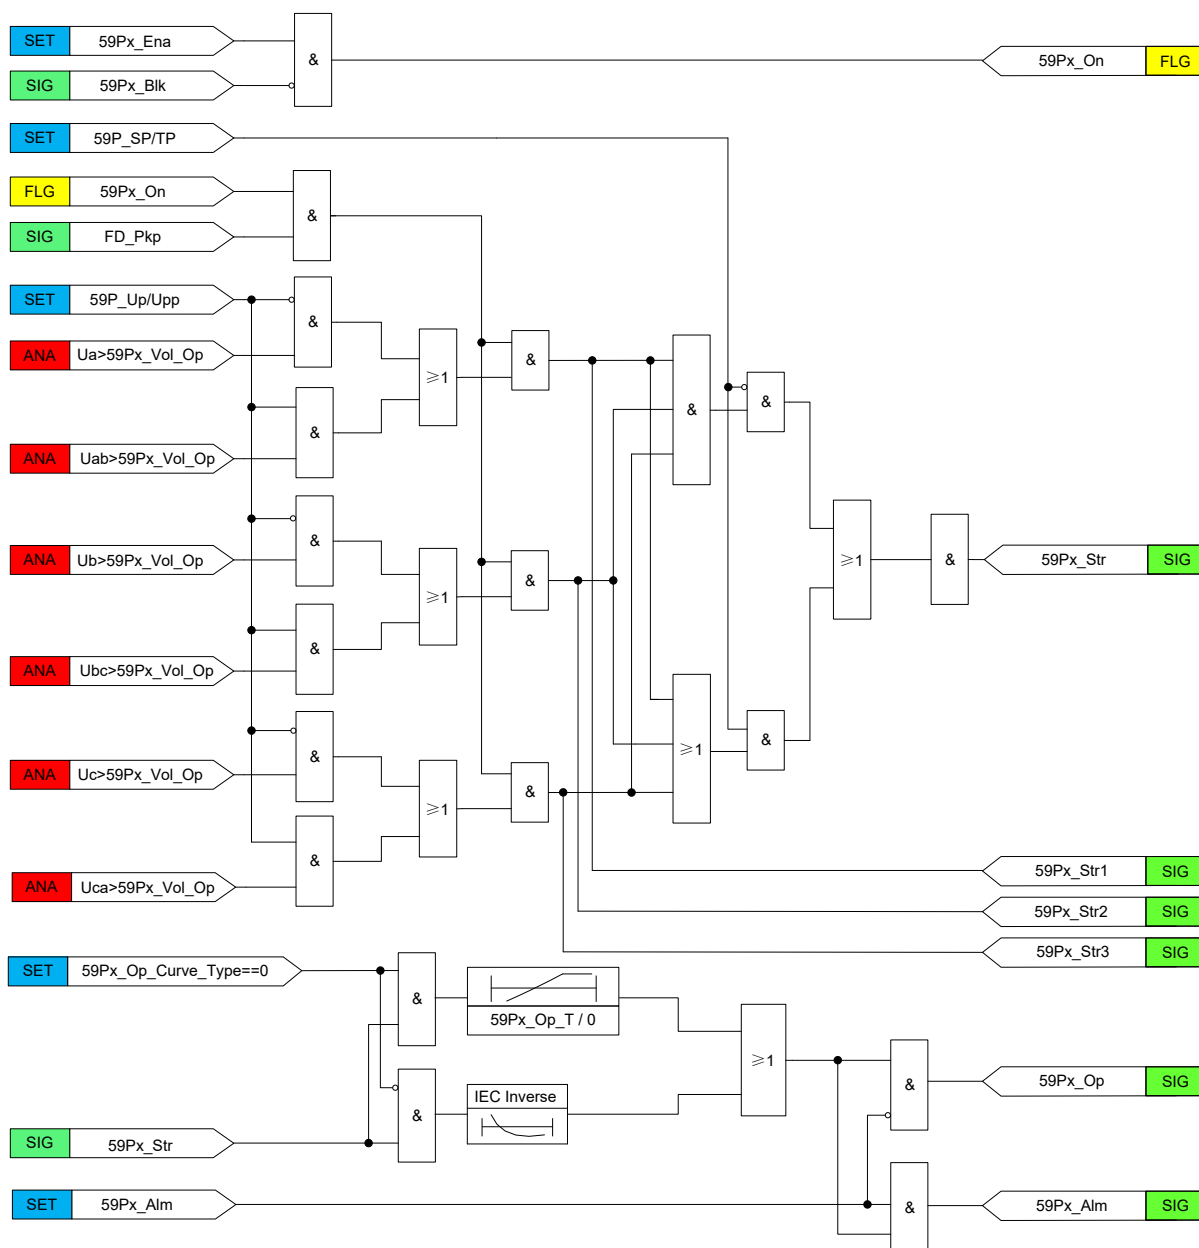 SET 59Px_Ena
&
59Px_On FLG
SIG 59Px_Blk
SET 59P_SP/TP
FLG 59Px_On
&
SIG FD_Pkp
SET 59P_Up/Upp
&
ANA Ua>59Px_Vol_Op
≥1
&
&
&
&
ANA Uab>59Px_Vol_Op
&
ANA Ub>59Px_Vol_Op
≥1
&
≥1
&
59Px_Str SIG
&
ANA Ubc>59Px_Vol_Op
&
≥1
&
ANA Uc>59Px_Vol_Op
≥1
&
&
ANA Uca>59Px_Vol_Op
59Px_Str1 SIG
59Px_Str2 SIG
59Px_Str3 SIG
SET 59Px_Op_Curve_Type==0
&
59Px_Op_T / 0
≥1
&
59Px_Op SIG
IEC Inverse
&
SIG 59Px_Str
SET 59Px_Alm
&
59Px_Alm SIG